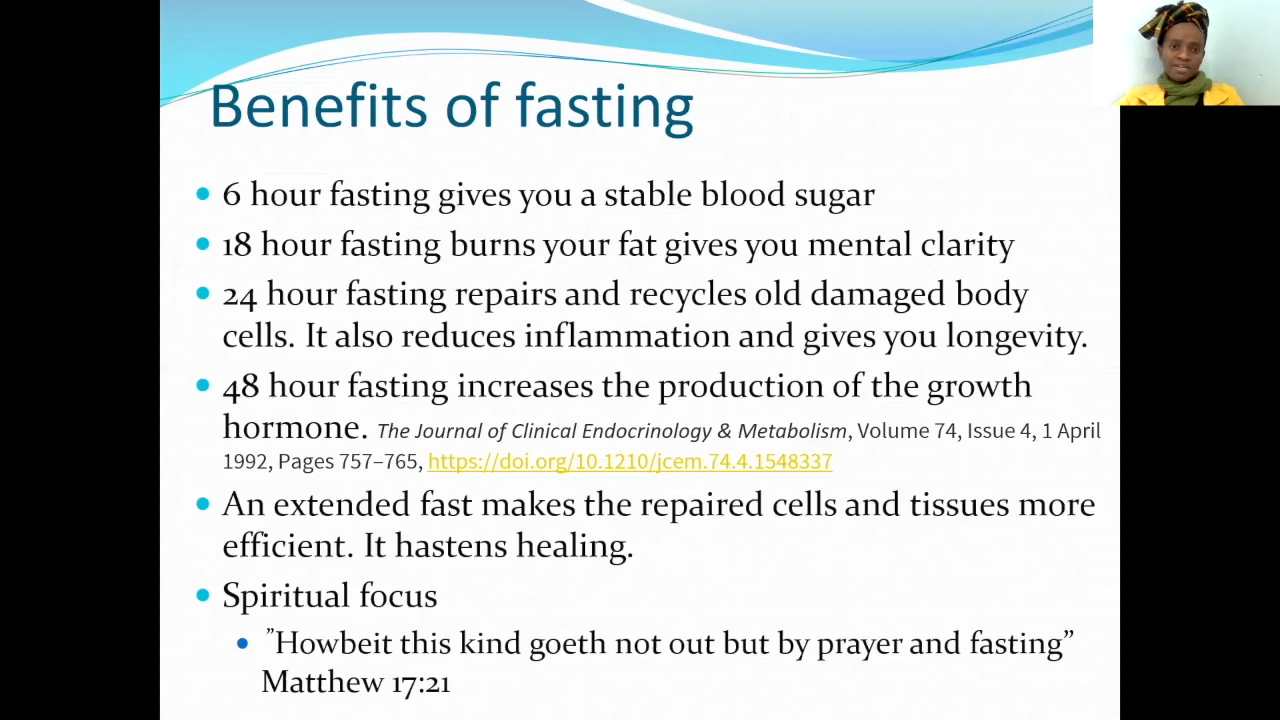 Benefits of fasting
• 6 hour fasting gives you a stable blood sugar
• 18 hour fasting burns your fat gives you mental clarity
• 24 hour fasting repairs and recycles old damaged body
cells. It also reduces inflammation and gives you longevity.
• 48 hour fasting increases the production of the growth
hormone. The Journal of Clinical Endocrinology & Metabolism, Volume 74, Issue 4, 1 April
1992, Pages 757–765, https://doi.org/10.1210/jcem.74.4.1548337
• An extended fast makes the repaired cells and tissues more
efficient. It hastens healing.
• Spiritual focus
• ”Howbeit this kind goeth not out but by prayer and fasting”
Matthew 17:21